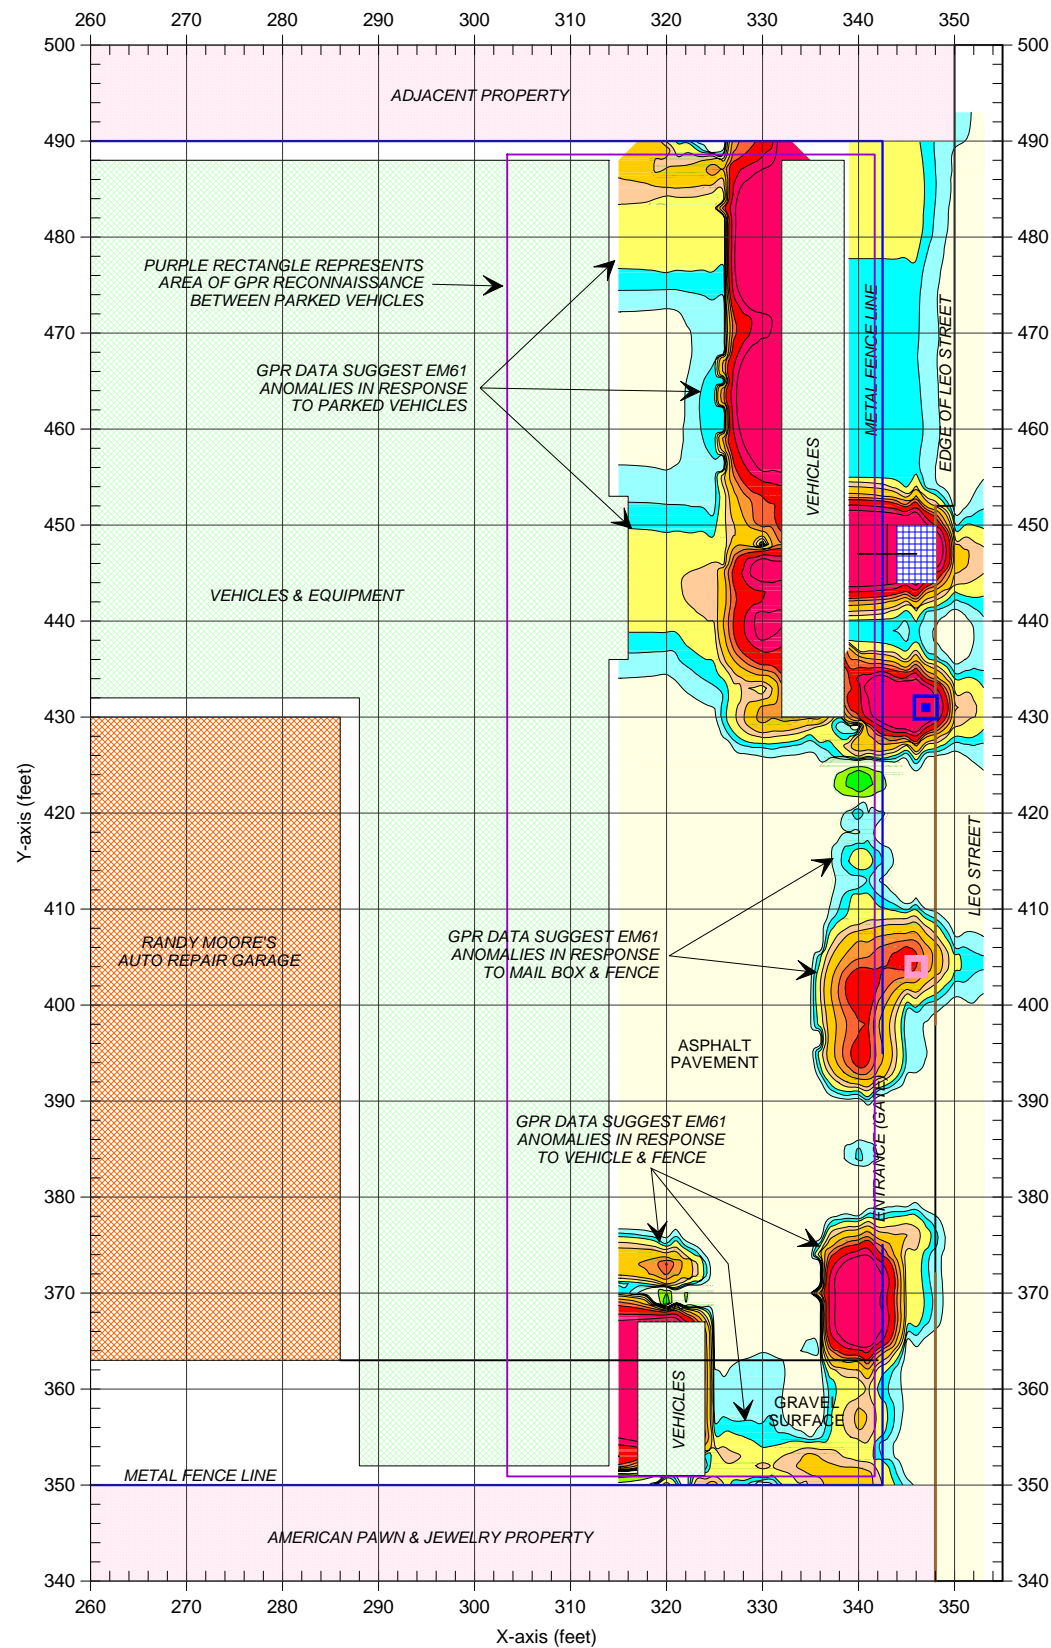 260 270 280 290 300 310 320 330 340 350
500 500
ADJACENT PROPERTY
490 490
480 480
PURPLE RECTANGLE REPRESENTS
AREA OF GPR RECONNAISSANCE
BETWEEN PARKED VEHICLES
METAL FENCE LINE
EDGE OF LEO STREET
470 470
GPR DATA SUGGEST EM61
ANOMALIES IN RESPONSE
TO PARKED VEHICLES
460 460
VEHICLES
450 450
VEHICLES & EQUIPMENT
440 440
430 430
420 420
Y-axis (feet)
LEO STREET
410 410
RANDY MOORE'S
AUTO REPAIR GARAGE
GPR DATA SUGGEST EM61
ANOMALIES IN RESPONSE
TO MAIL BOX & FENCE
400 400
ASPHALT
PAVEMENT
390 390
ENTRANCE (GATE)
GPR DATA SUGGEST EM61
ANOMALIES IN RESPONSE
TO VEHICLE & FENCE
380 380
370 370
360 360
VEHICLES
GRAVEL
SURFACE
METAL FENCE LINE
350 350
AMERICAN PAWN & JEWELRY PROPERTY
340 340
260 270 280 290 300 310 320 330 340 350
X-axis (feet)